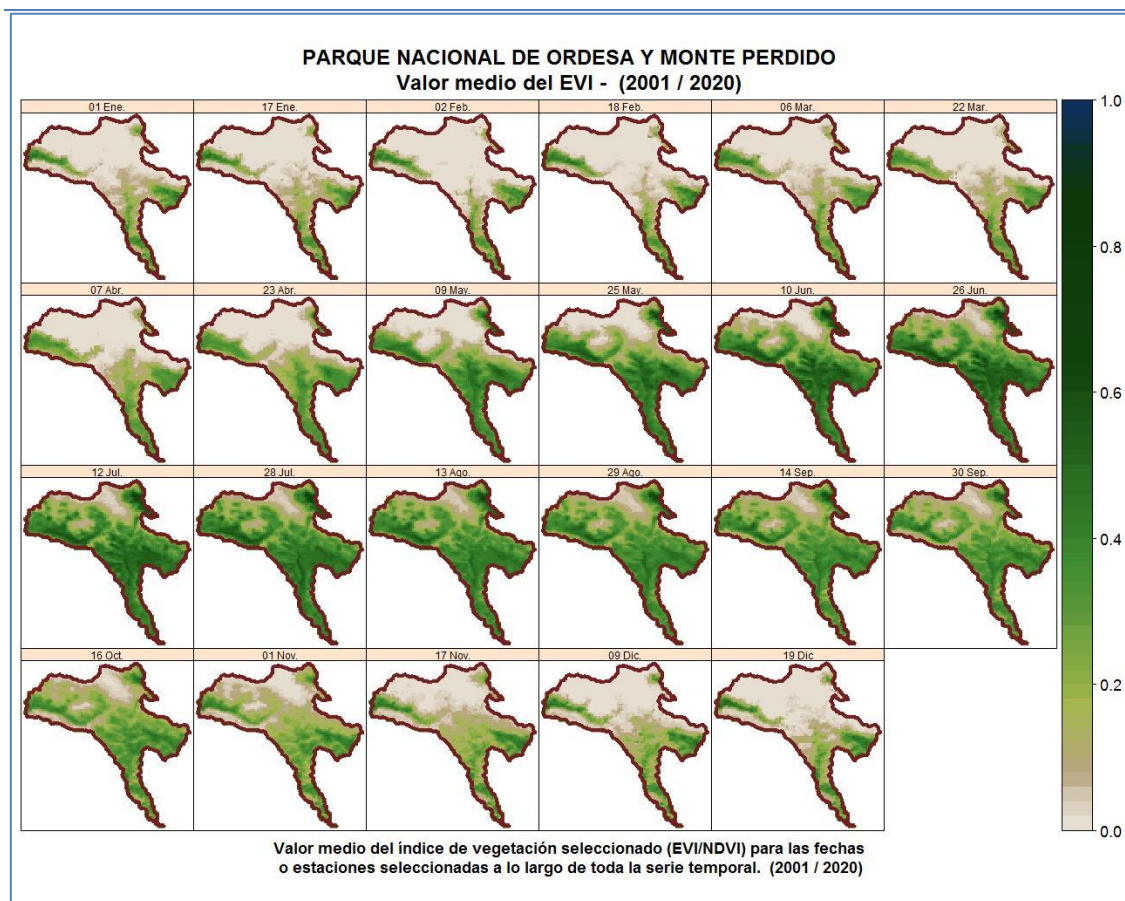 PARQUE NACIONAL DE ORDESA Y MONTE PERDIDO
Valor medio del EVI - (2001 / 2020)
01 Ene.
17 Ene.
02 Feb.
18 Feb.
06 Mar.
22 Mar.
1.0
0.8
07 Abr.
23 Abr.
09 May.
25 May.
10 Jun.
26 Jun.
0.6
12 Jul.
28 Jul.
13 Ago.
29 Ago.
14 Sep.
30 Sep.
0.4
16 Oct.
01 Nov.
17 Nov.
09 Dic.
19 Dic
0.2
0.0
Valor medio del índice de vegetación seleccionado (EVI/NDVI) para las fechas
o estaciones seleccionadas a lo largo de toda la serie temporal. (2001 / 2020)